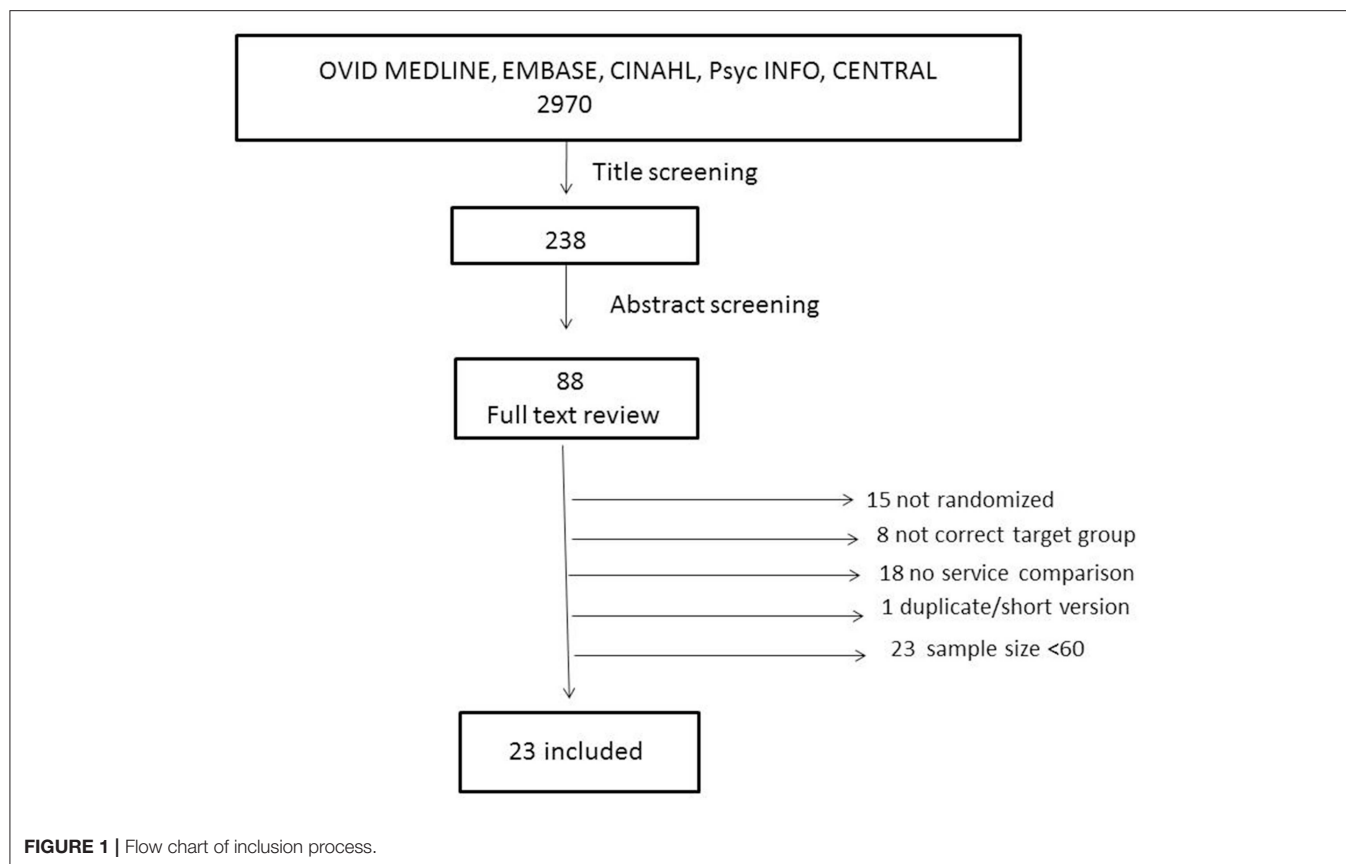 OVID MEDLINE, EMBASE, CINAHL, Psyc INFO, CENTRAL
2970
Title screening
238
Abstract screening
88
Full text review
15 not randomized
8 not correct target group
18 no service comparison
1 duplicate/short version
23 sample size <60
23 included
FIGURE 1 | Flow chart of inclusion process.